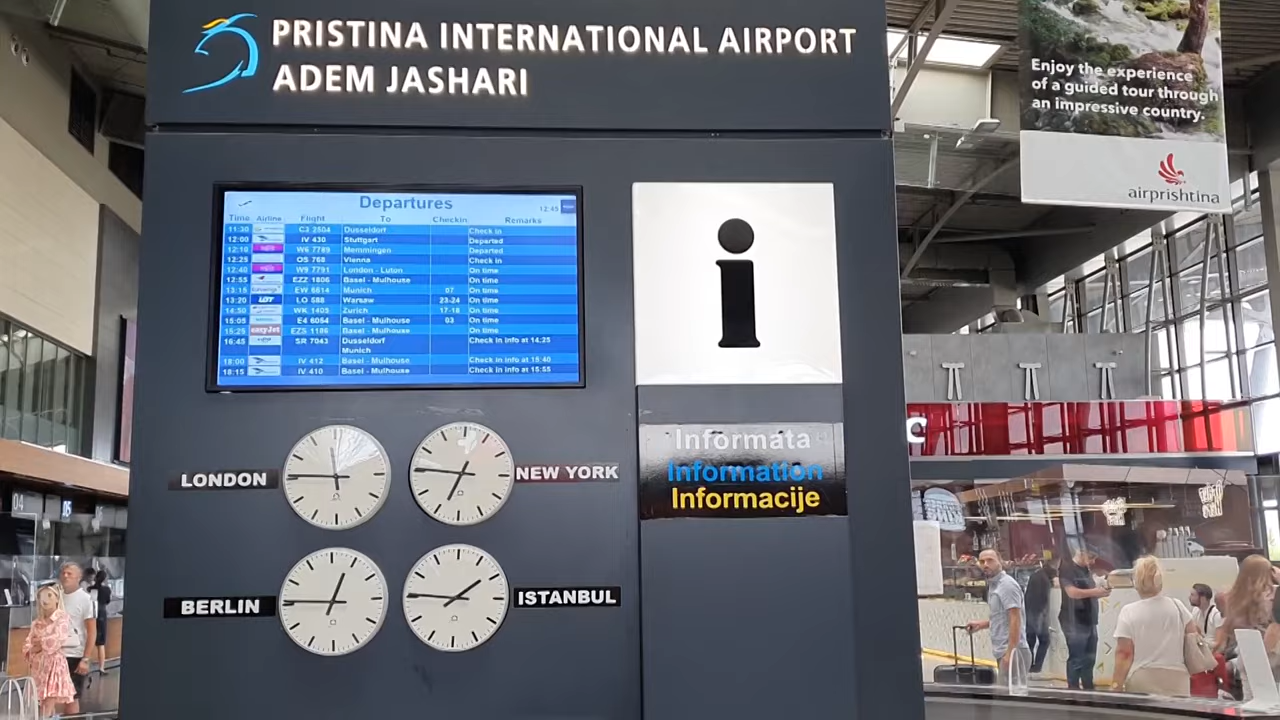 PRISTINA INTERNATIONAL AIRPORT
ADEM JASHARI
Enjoy the experience
of a guided tour through
an impressive country.
airprishtina
Departures
12:45
Time Airline Flight To Checkin Remarks
11:30 C3 2504 Dusseldorf Check in
12:00 IV 430 Stuttgart Departed
12:10 W6 7789 Memmingen Departed
12:25 OS 768 Vienna Check in
12:40 W9 7791 London - Luton On time
12:55 EZZ 1806 Basel - Mulhouse On time
13:15 EW 6614 Munich 07 On time
13:20 LOT LO 588 Warsaw 23-24 On time
14:50 WK 1405 Zurich 17-18 On time
15:05 E4 6054 Basel - Mulhouse 03 On time
15:25 easyJet EZS 1186 Basel - Mulhouse On time
16:45 SR 7043 Dusseldorf Check in info at 14:25
Munich
18:00 IV 412 Basel - Mulhouse Check in info at 15:40
18:15 IV 410 Basel - Mulhouse Check in info at 15:55
i
Informata
Information
Informacije
LONDON
NEW YORK
BERLIN
ISTANBUL
04
05
C